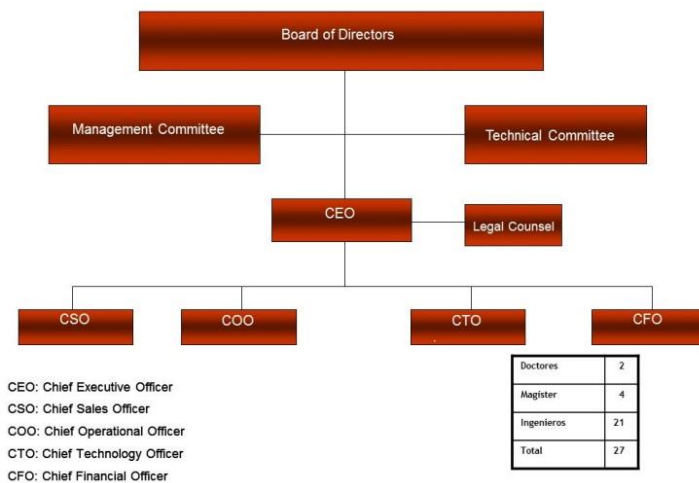 Board of Directors
Management Committee
Technical Committee
CEO
Legal Counsel
CSO
COO
CTO
CFO
CEO: Chief Executive Officer
CSO: Chief Sales Officer
COO: Chief Operational Officer
CTO: Chief Technology Officer
CFO: Chief Financial Officer
Doctores 2
Magíster 4
Ingenieros 21
Total 27